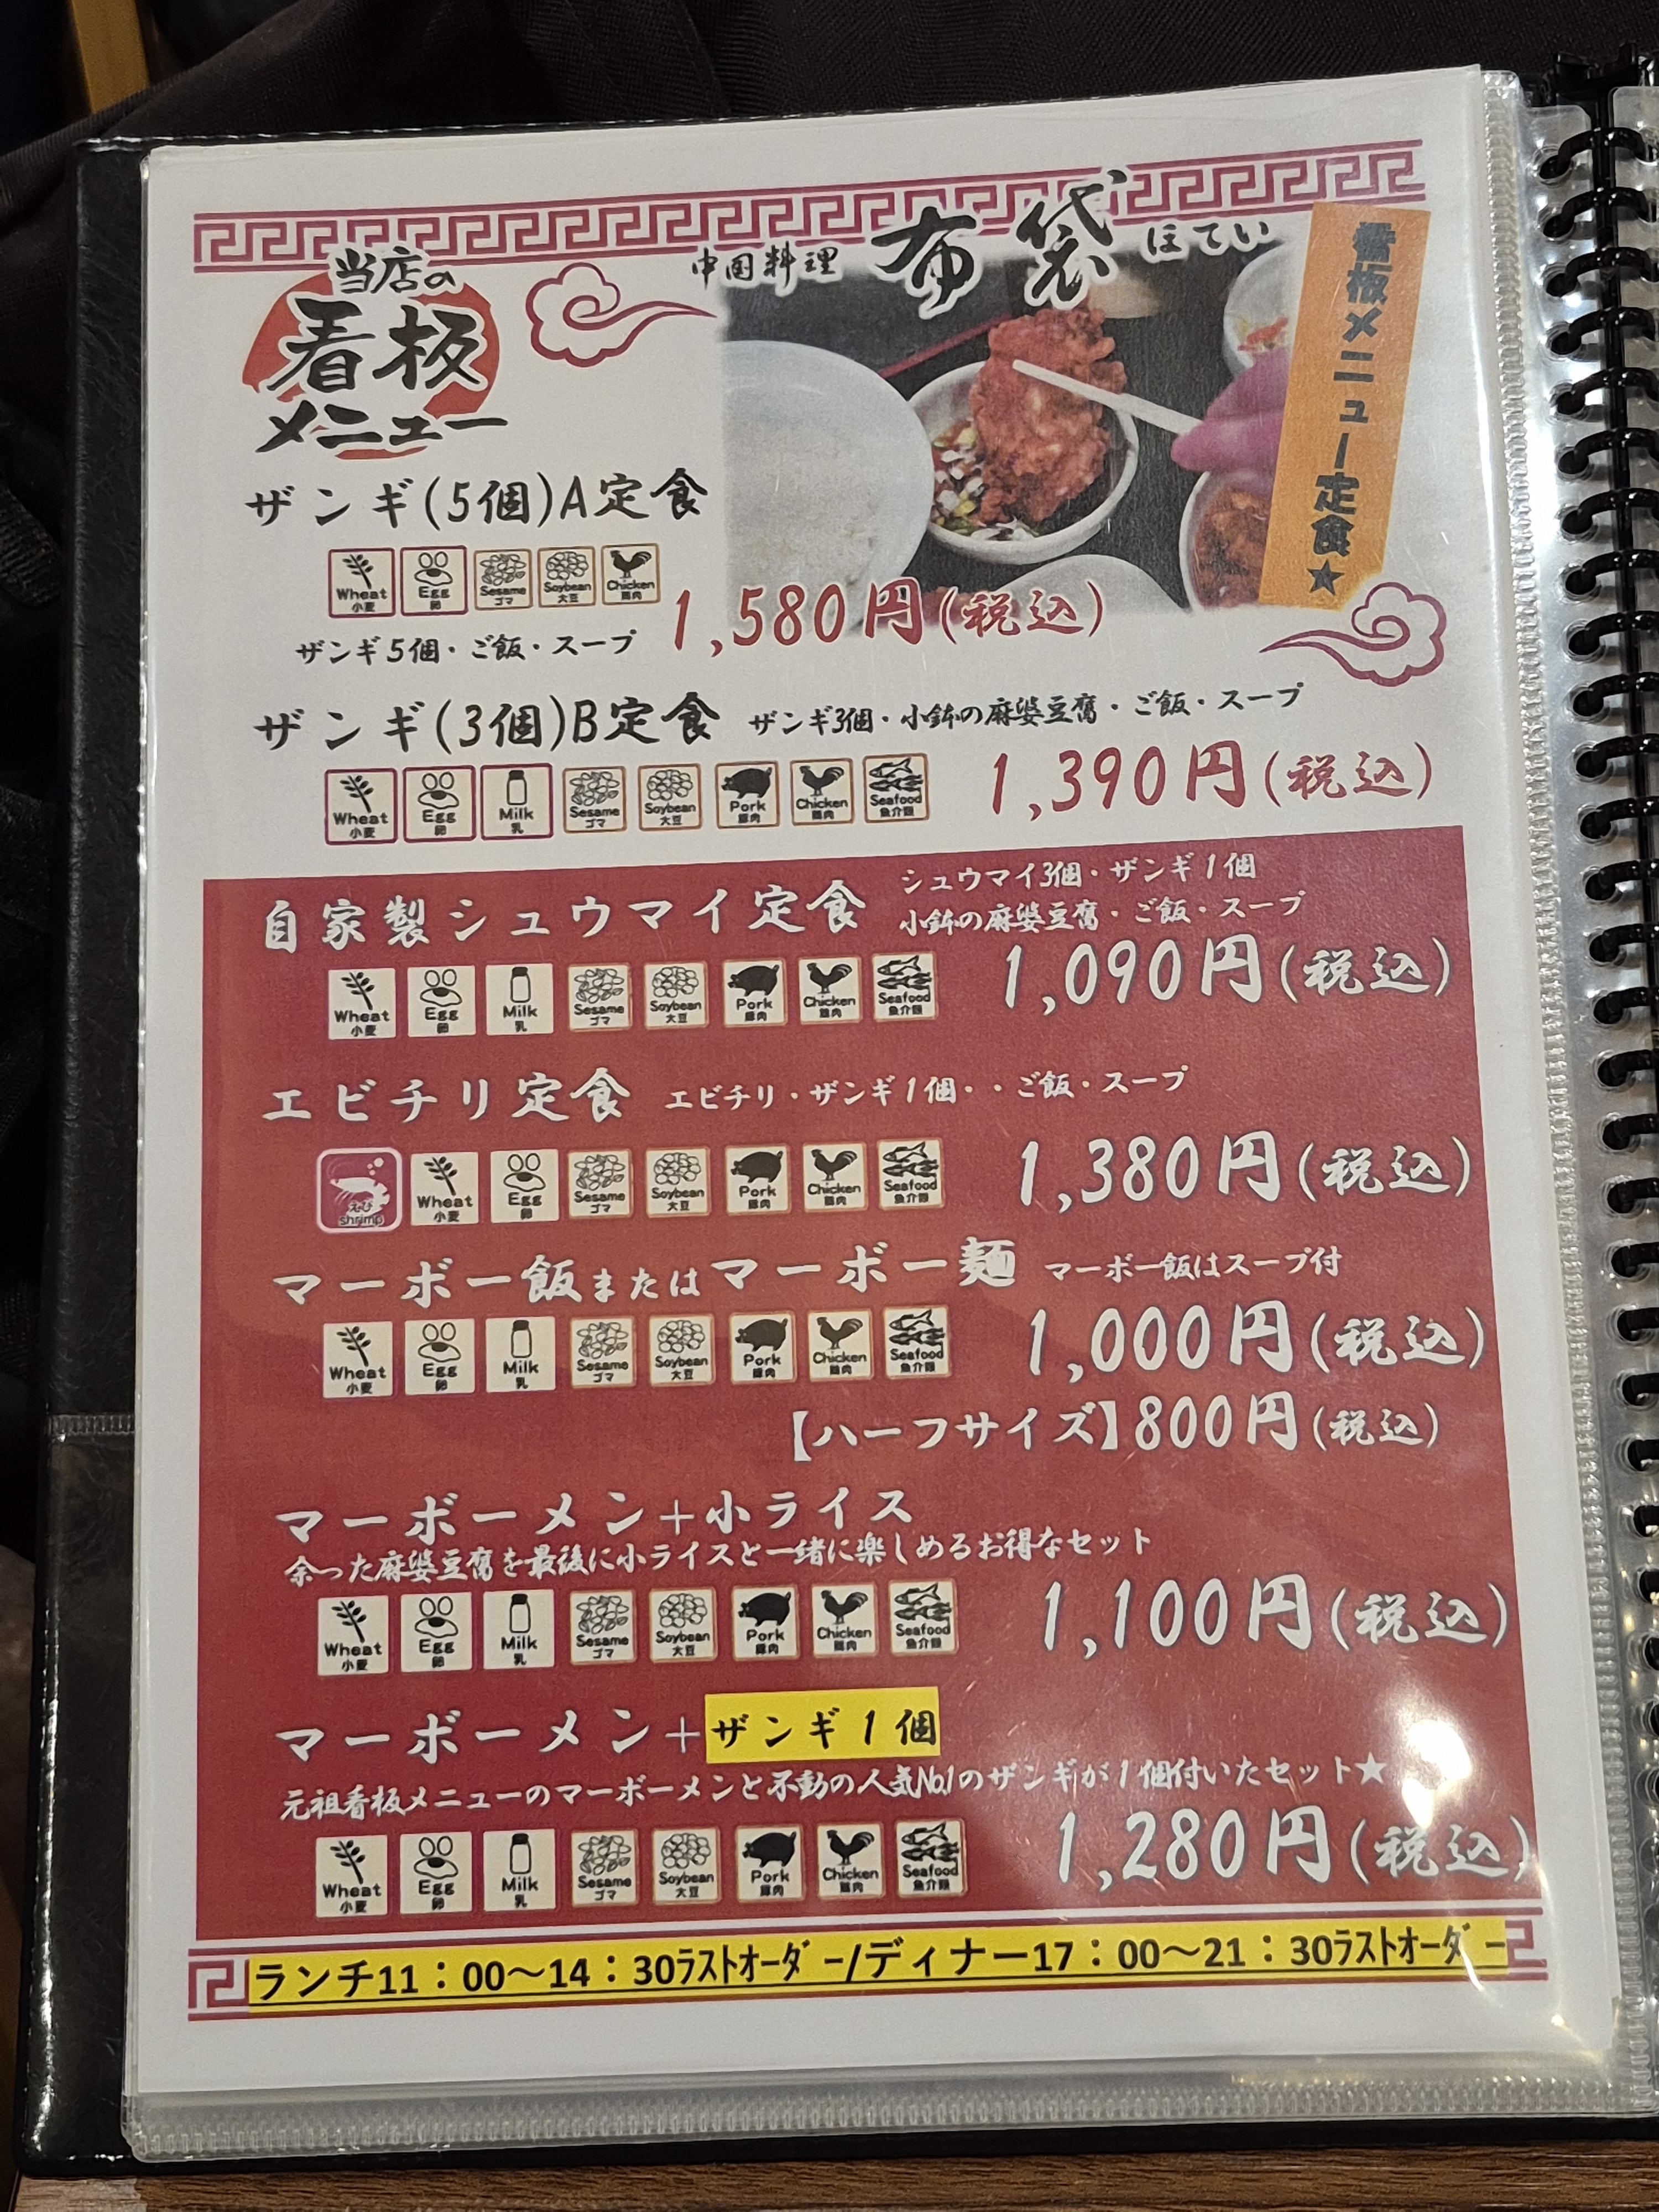 中国料理 布袋 ほてい
当店の
看板
メニュー
看板メニュー定食★
ザンギ(5個)A定食
Wheat 小麦 Egg 卵 Sesame ゴマ Soybean 大豆 Chicken 鶏肉
ザンギ5個・ご飯・スープ 1,580円(税込)
ザンギ(3個)B定食 ザンギ3個・小鉢の麻婆豆腐・ご飯・スープ
Wheat 小麦 Egg 卵 Milk 乳 Sesame ゴマ Soybean 大豆 Pork 豚肉 Chicken 鶏肉 Seafood 魚介類
1,390円(税込)
自家製シュウマイ定食 シュウマイ3個・ザンギ1個
小鉢の麻婆豆腐・ご飯・スープ
Wheat 小麦 Egg 卵 Milk 乳 Sesame ゴマ Soybean 大豆 Pork 豚肉 Chicken 鶏肉 Seafood 魚介類
1,090円(税込)
エビチリ定食 エビチリ・ザンギ1個・・ご飯・スープ
えび shrimp Wheat 小麦 Egg 卵 Sesame ゴマ Soybean 大豆 Pork 豚肉 Chicken 鶏肉 Seafood 魚介類
1,380円(税込)
マーボー飯またはマーボー麺 マーボー飯はスープ付
Wheat 小麦 Egg 卵 Milk 乳 Sesame ゴマ Soybean 大豆 Pork 豚肉 Chicken 鶏肉 Seafood 魚介類
1,000円(税込)
【ハーフサイズ】800円(税込)
マーボーメン+小ライス
余った麻婆豆腐を最後に小ライスと一緒に楽しめるお得なセット
Wheat 小麦 Egg 卵 Milk 乳 Sesame ゴマ Soybean 大豆 Pork 豚肉 Chicken 鶏肉 Seafood 魚介類
1,100円(税込)
マーボーメン+ザンギ1個
元祖看板メニューのマーボーメンと不動の人気No.1のザンギが1個付いたセット★
Wheat 小麦 Egg 卵 Milk 乳 Sesame ゴマ Soybean 大豆 Pork 豚肉 Chicken 鶏肉 Seafood 魚介類
1,280円(税込)
ランチ11：00～14：30ﾗｽﾄｵｰﾀﾞｰ/ディナー17：00～21：30ﾗｽﾄｵｰﾀﾞｰ